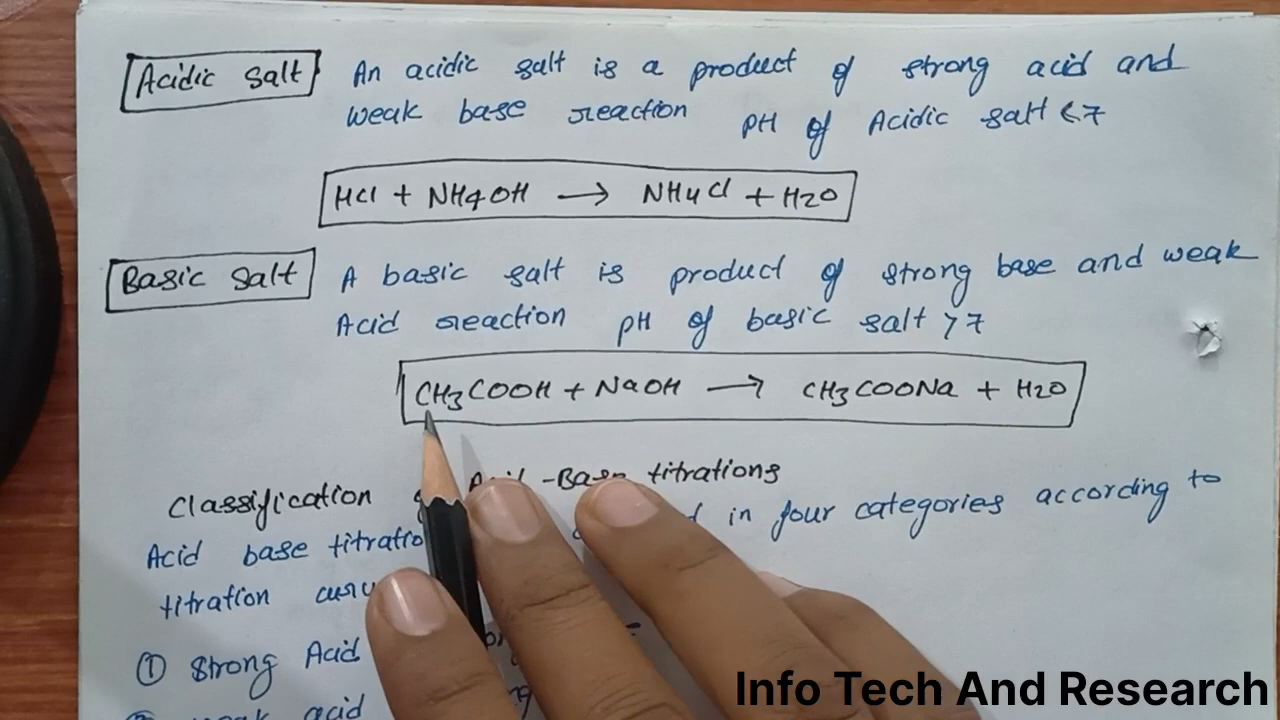 Acidic Salt An acidic salt is a product of strong acid and
weak base reaction pH of Acidic salt < 7
HCl + NH4OH → NH4Cl + H2O
Basic Salt A basic salt is product of strong base and weak
Acid reaction pH of basic salt > 7
CH3COOH + NaOH → CH3COONa + H2O
Classification -Base titrations
Acid base in four categories according to
titration
① Strong Acid
acid
Info Tech And Research